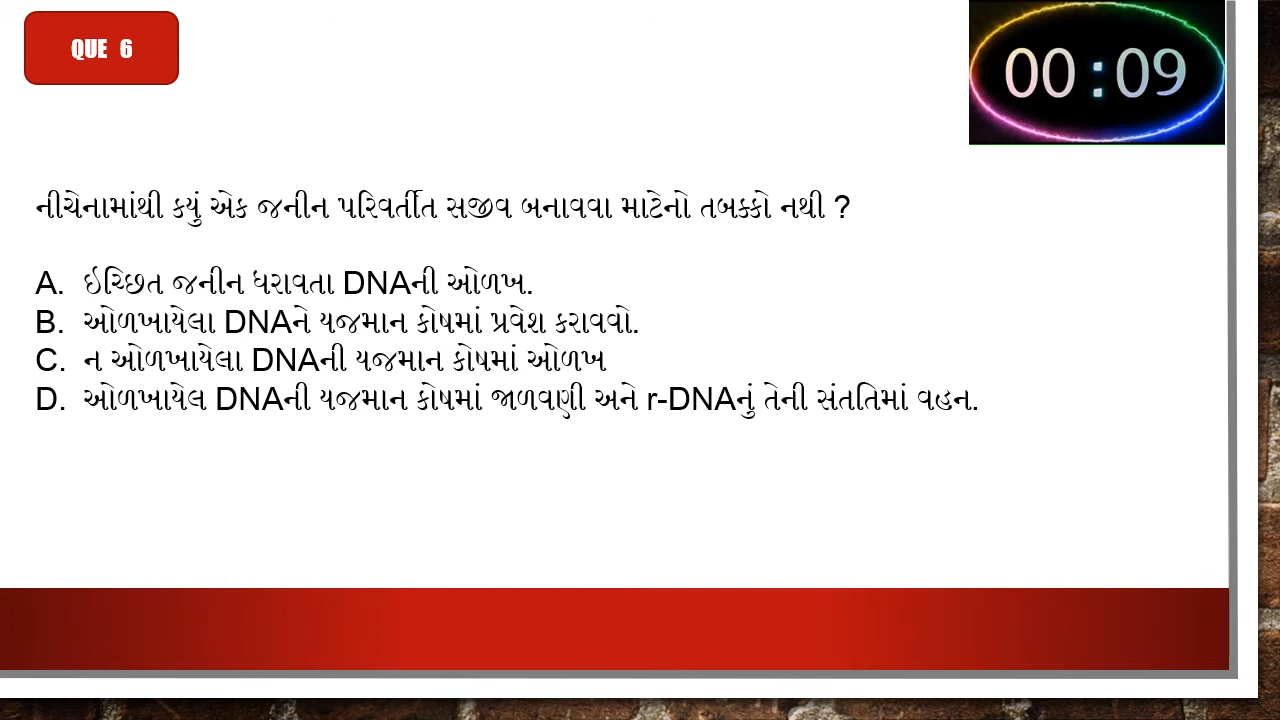 QUE 6
00:09
નીચેનામાંથી કયું એક જનીન પરિવર્તીત સજીવ બનાવવા માટેનો તબક્કો નથી ?
A. ઇચ્છિત જનીન ધરાવતા DNAની ઓળખ.
B. ઓળખાયેલા DNAને યજમાન કોષમાં પ્રવેશ કરાવવો.
C. ન ઓળખાયેલા DNAની યજમાન કોષમાં ઓળખ
D. ઓળખાયેલ DNAની યજમાન કોષમાં જાળવણી અને r-DNAનું તેની સંતતિમાં વહન.